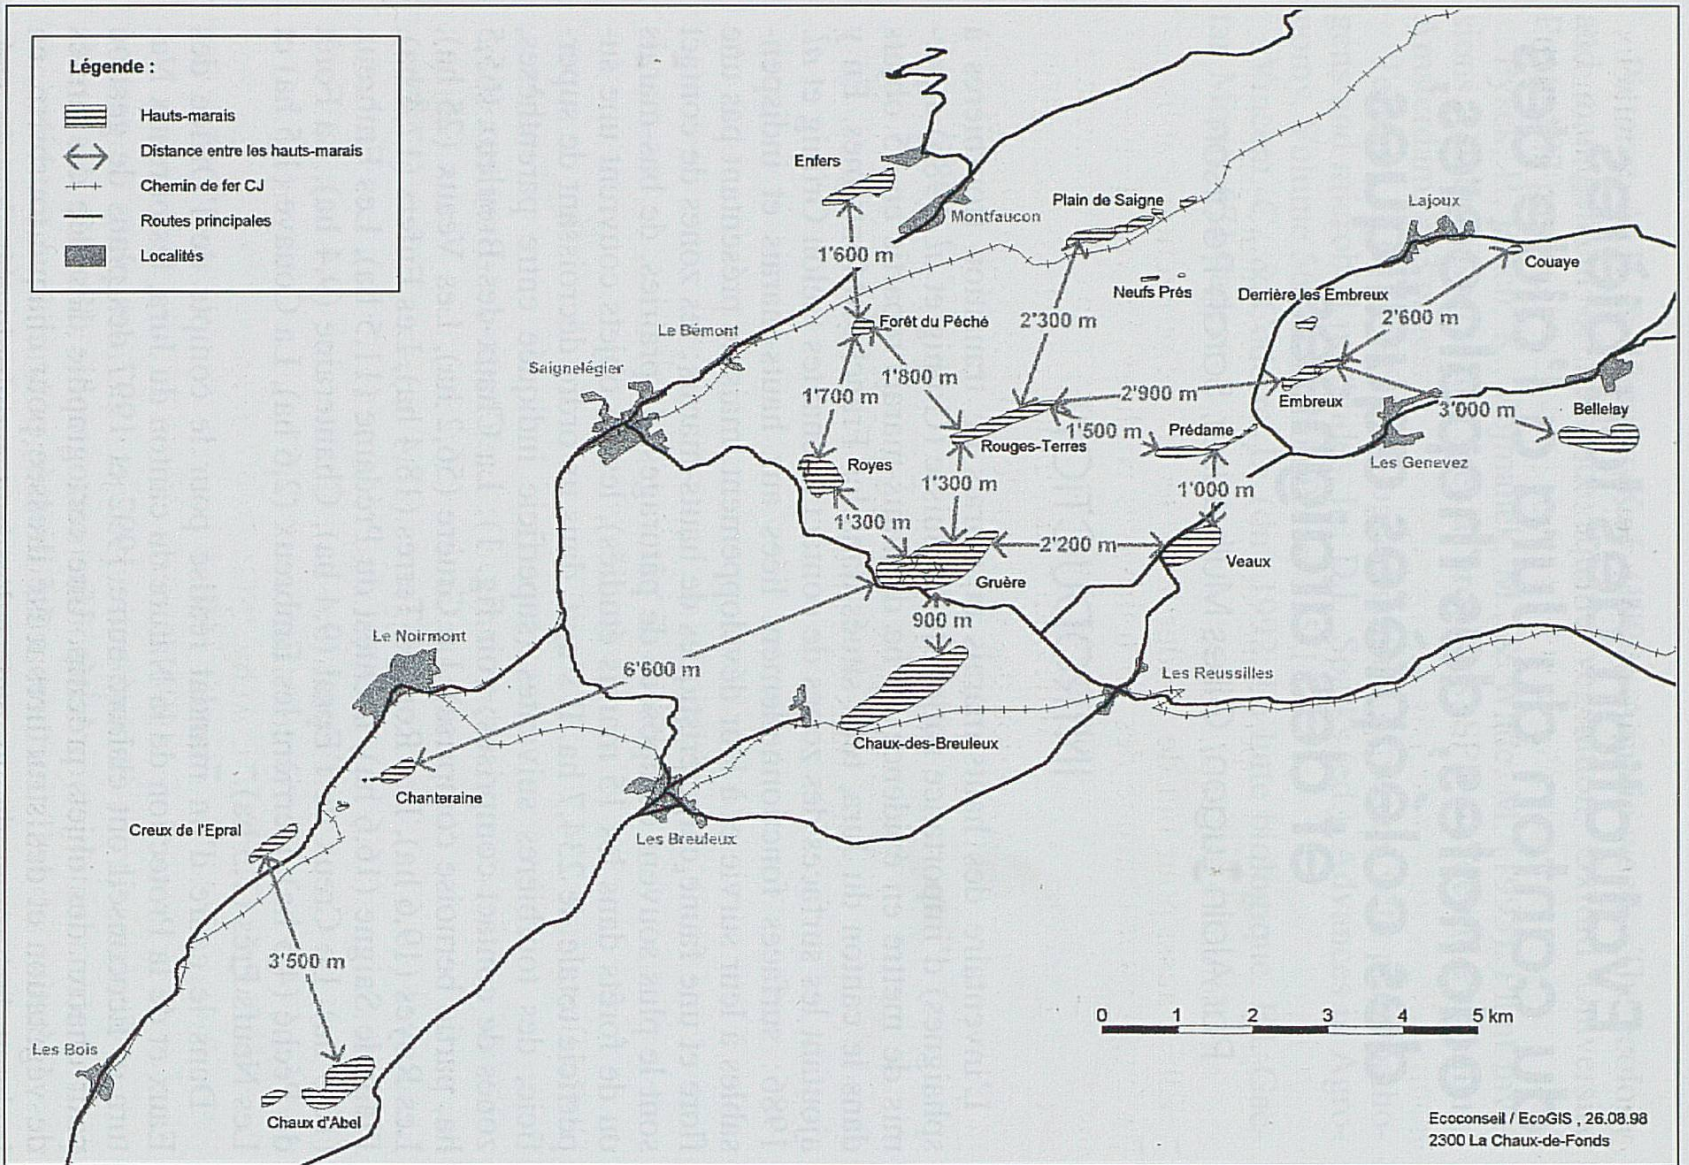 Légende :
Hauts-marais
Distance entre les hauts-marais
Chemin de fer CJ
Routes principales
Localités
Enfers
Montfaucon
Plain de Saigne
Lajoux
1'600 m
Couaye
Neufs Prés
Derrière les Embreux
Forêt du Péché
2'300 m
2'600 m
Le Bémont
Saignelégier
1'800 m
1'700 m
2'900 m
Embreux
3'000 m
Bellelay
1'500 m
Prédame
Rouges-Terres
Royes
Les Genevez
1'300 m
1'000 m
1'300 m
2'200 m
Veaux
Gruère
900 m
Le Noirmont
6'600 m
Les Reussilles
Chaux-des-Breuleux
Chanteraine
Creux de l'Epral
Les Breuleux
3'500 m
0 1 2 3 4 5 km
Les Bois
Chaux d'Abel
Ecoconseil / EcoGIS , 26.08.98
2300 La Chaux-de-Fonds